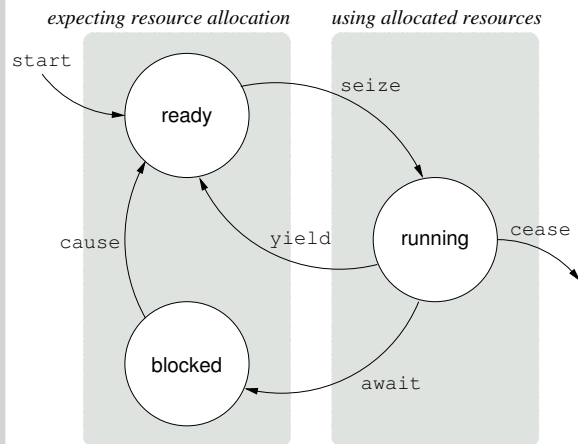 expecting resource allocation
using allocated resources
start
ready
seize
cause
yield
running
cease
blocked
await